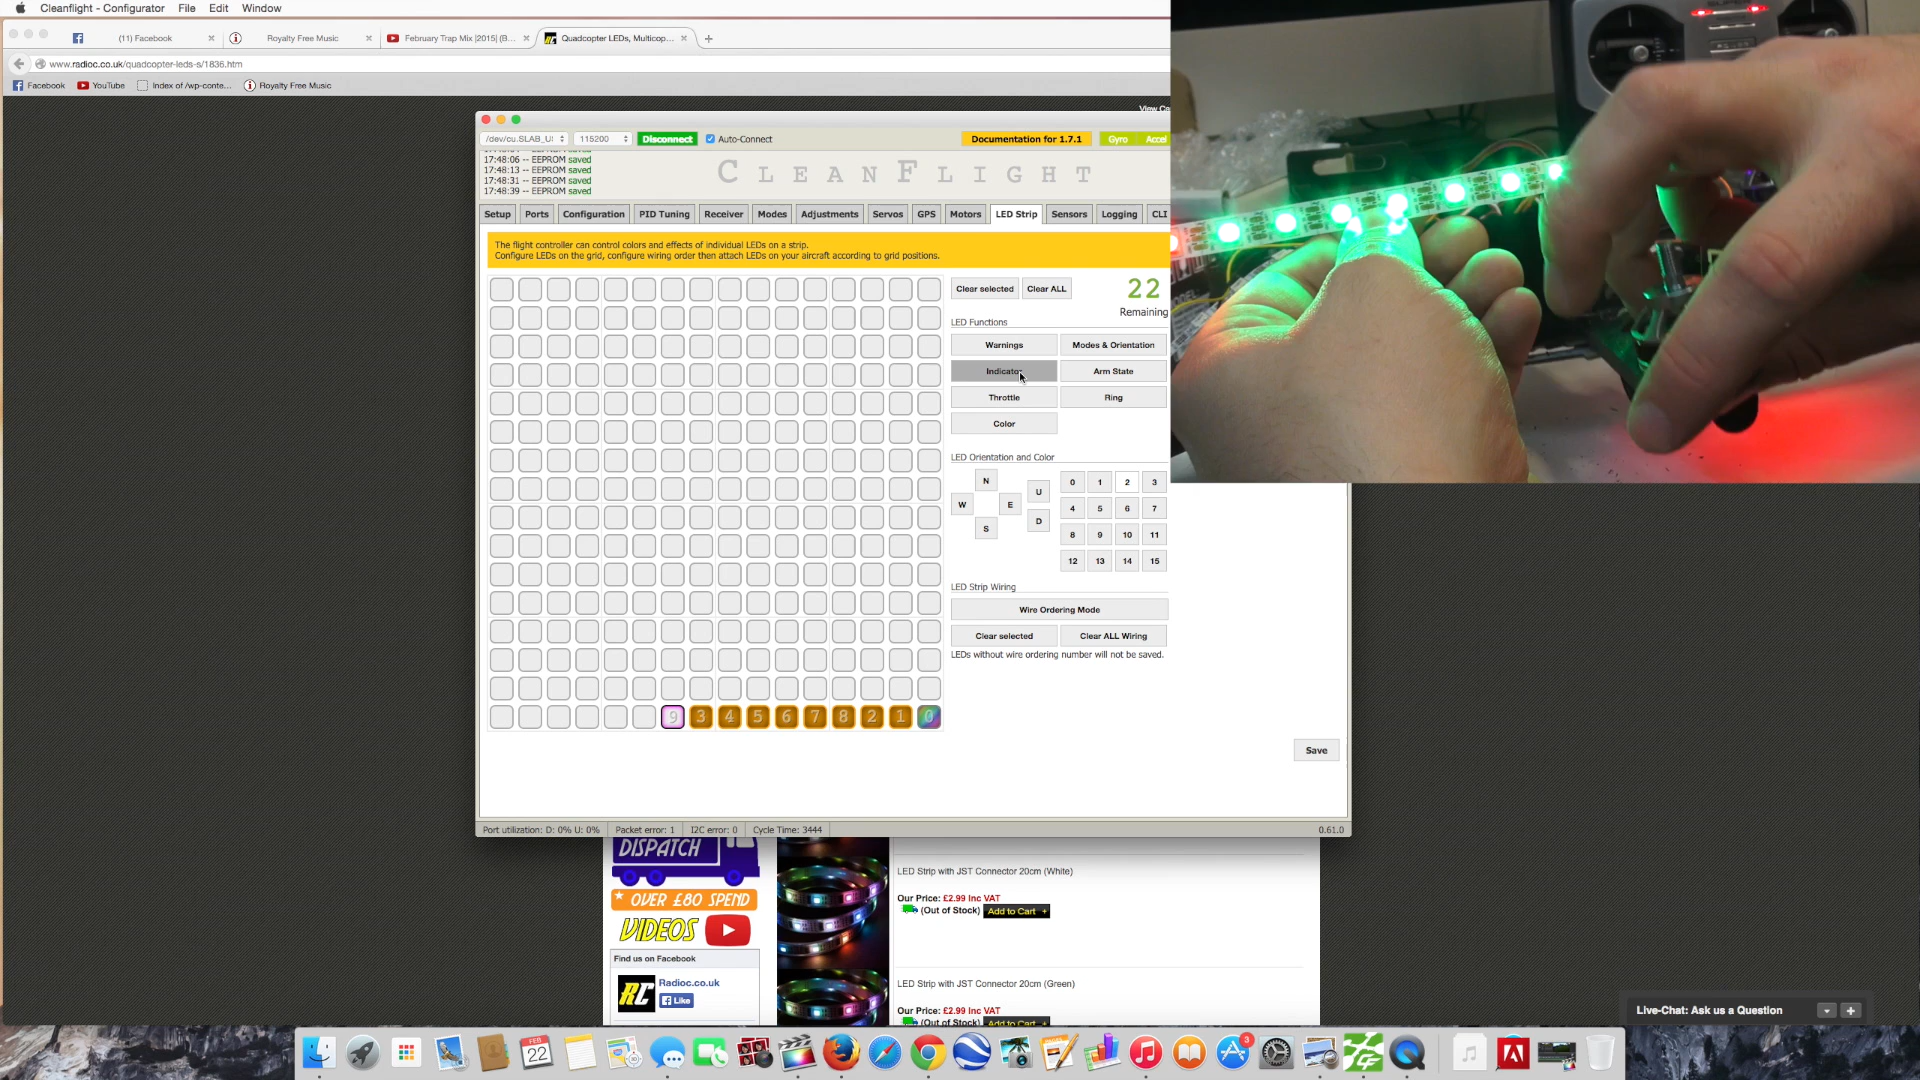 Cleanflight - Configurator File Edit Window
(11) Facebook
Royalty Free Music
February Trap Mix [2015] (B...
Quadcopter LEDs, Multicop...
www.radioc.co.uk/quadcopter-leds-s/1836.htm
Facebook
YouTube
Index of /wp-conte...
Royalty Free Music
View Ca
/dev/cu.SLAB_U
115200
Disconnect
Auto-Connect
Documentation for 1.7.1
Gyro
Accel
17:48:06 -- EEPROM saved
17:48:13 -- EEPROM saved
17:48:31 -- EEPROM saved
17:48:39 -- EEPROM saved
CLEANFLIGHT
Setup Ports Configuration PID Tuning Receiver Modes Adjustments Servos GPS Motors LED Strip Sensors Logging CLI
The flight controller can control colors and effects of individual LEDs on a strip.
Configure LEDs on the grid, configure wiring order then attach LEDs on your aircraft according to grid positions.
Clear selected Clear ALL
22
Remaining
LED Functions
Warnings Modes & Orientation
Indicator Arm State
Throttle Ring
Color
LED Orientation and Color
N
W E
S
U
D
0 1 2 3
4 5 6 7
8 9 10 11
12 13 14 15
LED Strip Wiring
Wire Ordering Mode
Clear selected Clear ALL Wiring
LEDs without wire ordering number will not be saved.
9 3 4 5 6 7 8 2 1 0
Save
Port utilization: D: 0% U: 0% Packet error: 1 I2C error: 0 Cycle Time: 3444 0.61.0
DISPATCH
OVER £80 SPEND
VIDEOS
Find us on Facebook
RC
Radioc.co.uk
Like
LED Strip with JST Connector 20cm (White)
Our Price: £2.99 Inc VAT
(Out of Stock) Add to Cart +
LED Strip with JST Connector 20cm (Green)
Our Price: £2.99 Inc VAT
(Out of Stock) Add to Cart +
Live-Chat: Ask us a Question
FEB
22
3